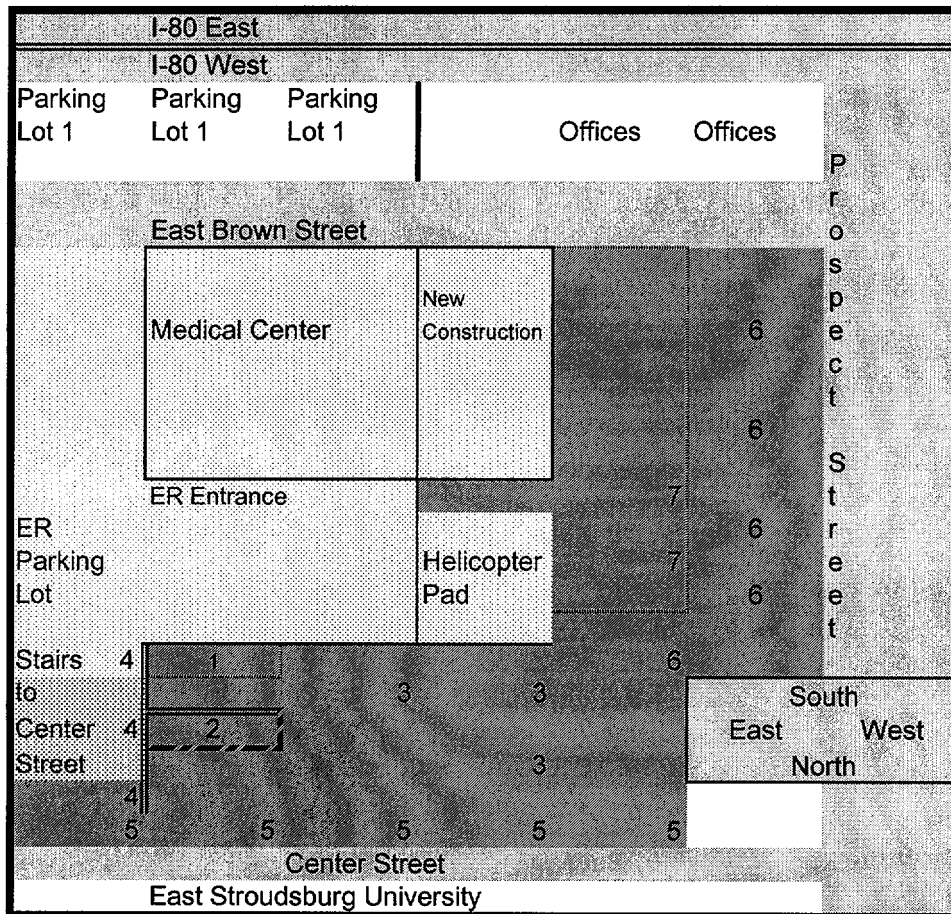 I-80 East
I-80 West
Parking Parking Parking
Lot 1 Lot 1 Lot 1 Offices Offices
Prospect Street
East Brown Street
New
Medical Center Construction 6
6
ER Entrance 7
ER 6
Parking Helicopter 7
Lot Pad 6
Stairs 4 1 6
to 3 3 South
Center 4 2 East West
Street 3 North
4
5 5 5 5 5
Center Street
East Stroudsburg University